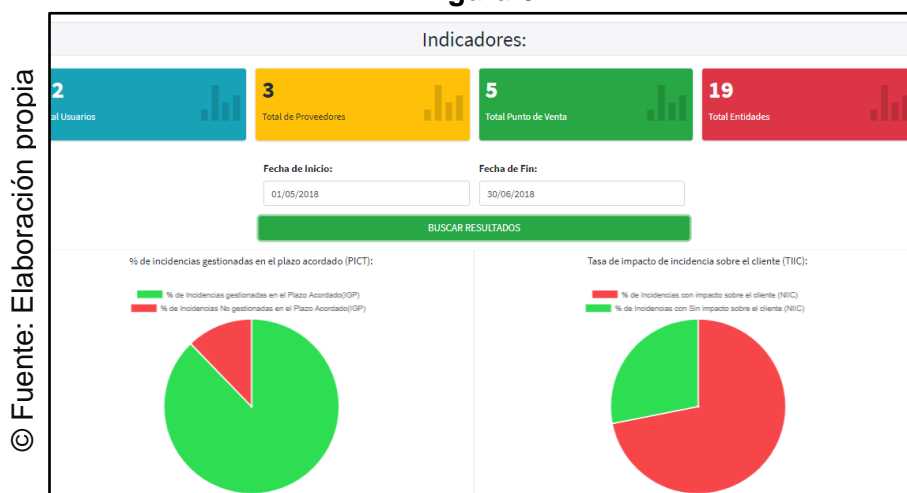 Indicadores:
2
al Usuarios
3
Total de Proveedores
5
Total Punto de Venta
19
Total Entidades
Fecha de Inicio:
Fecha de Fin:
01/05/2018
30/06/2018
BUSCAR RESULTADOS
% de incidencias gestionadas en el plazo acordado (PICT):
% de Incidencias gestionadas en el Plazo Acordado(IGP)
% de Incidencias No gestionadas en el Plazo Acordado(IGP)
Tasa de impacto de incidencia sobre el cliente (TIIC):
% de Incidencias con impacto sobre el cliente (NIIC)
% de Incidencias con Sin impacto sobre el cliente (NIIC)
© Fuente: Elaboración propia